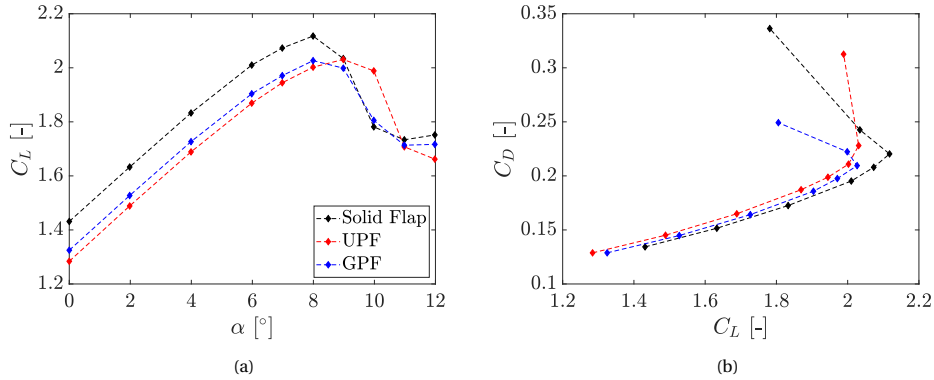 (a)
2.2
2
1.8
1.6
1.4
1.2
C_L [-]
0 2 4 6 8 10 12
α [°]
Solid Flap
UPF
GPF
(a)
(b)
0.35
0.3
0.25
0.2
0.15
0.1
C_D [-]
1.2 1.4 1.6 1.8 2 2.2
C_L [-]
(b)